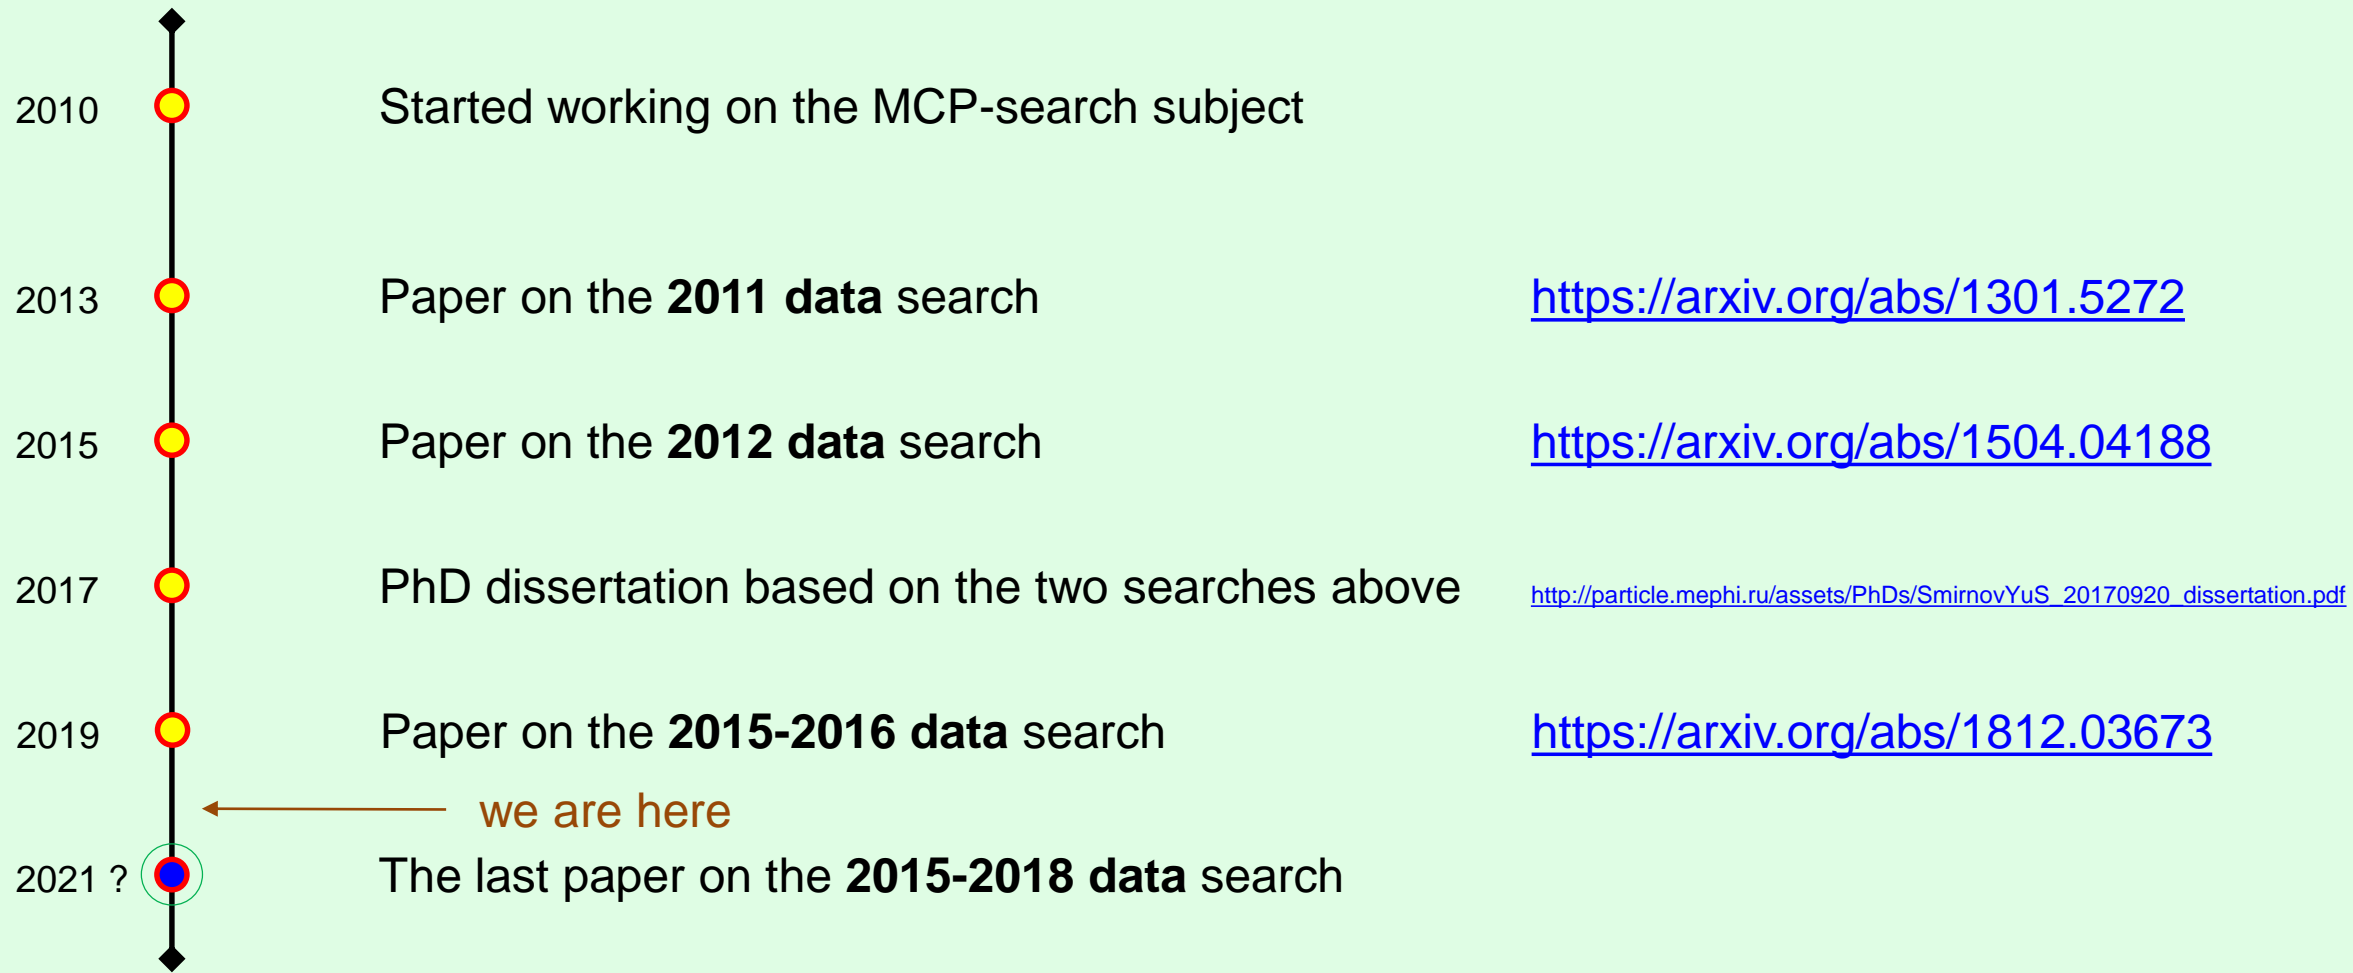 2010 Started working on the MCP-search subject
2013 Paper on the 2011 data search https://arxiv.org/abs/1301.5272
2015 Paper on the 2012 data search https://arxiv.org/abs/1504.04188
2017 PhD dissertation based on the two searches above http://particle.mephi.ru/assets/PhDs/SmirnovYuS_20170920_dissertation.pdf
2019 Paper on the 2015-2016 data search https://arxiv.org/abs/1812.03673
we are here
2021 ? The last paper on the 2015-2018 data search